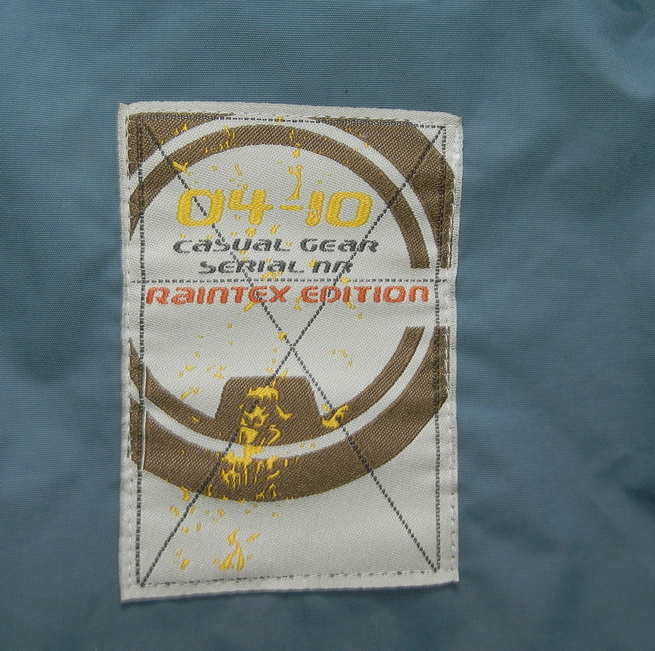 04-10
CASUAL GEAR
SERIAL NR
RAINTEX EDITION